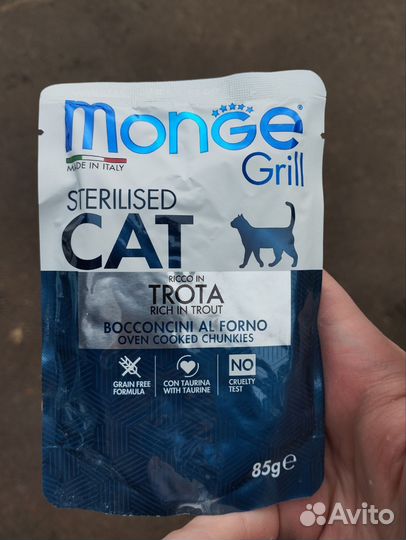 MONGE®
MADE IN ITALY
Grill
STERILISED
CAT
RICCO IN
TROTA
RICH IN TROUT
BOCCONCINI AL FORNO
OVEN COOKED CHUNKIES
GRAIN FREE
FORMULA
CON TAURINA
WITH TAURINE
NO
CRUELTY
TEST
85g℮
Avito